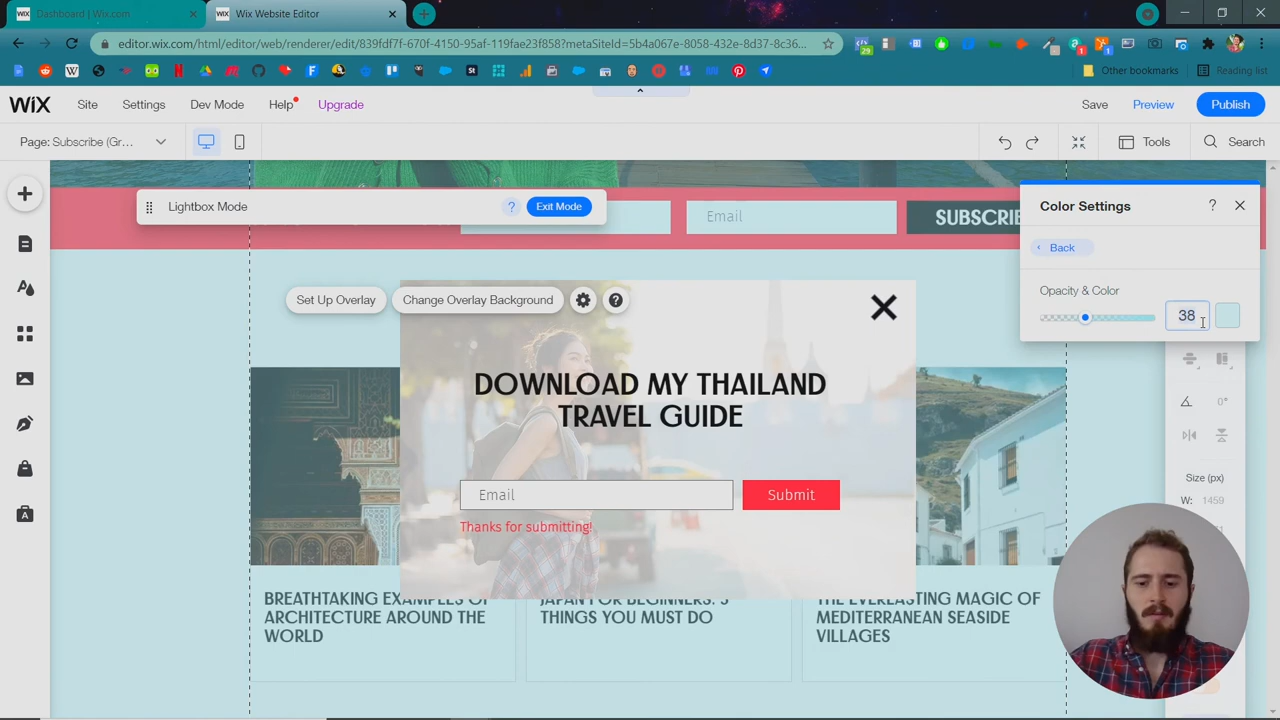 Dashboard | Wix.com
Wix Website Editor
editor.wix.com/html/editor/web/renderer/edit/839fdf7f-670f-4150-95af-119fae23f858?metaSiteId=5b4a067e-8058-432e-8d37-8c36...
Other bookmarks
Reading list
WiX
Site
Settings
Dev Mode
Help
Upgrade
Save
Preview
Publish
Page: Subscribe (Gr...
Tools
Search
Lightbox Mode
?
Exit Mode
Email
SUBSCRIBE
Color Settings
?
Back
Opacity & Color
38
Set Up Overlay
Change Overlay Background
?
DOWNLOAD MY THAILAND
TRAVEL GUIDE
Email
Submit
Thanks for submitting!
0°
Size (px)
W: 1459
BREATHTAKING EXAMPLES OF
ARCHITECTURE AROUND THE
WORLD
JAPAN FOR BEGINNERS: 5
THINGS YOU MUST DO
THE EVERLASTING MAGIC OF
MEDITERRANEAN SEASIDE
VILLAGES